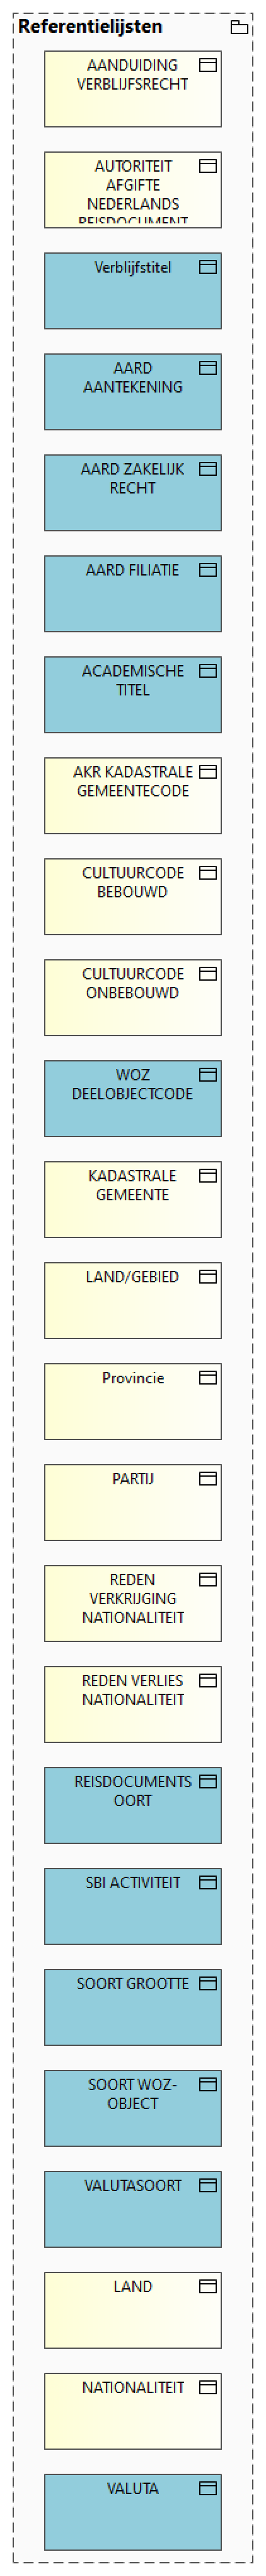 Referentielijsten
AANDUIDING
VERBLIJFSRECHT
AUTORITEIT
AFGIFTE
NEDERLANDS
REISDOCUMENT
Verblijfstitel
AARD
AANTEKENING
AARD ZAKELIJK
RECHT
AARD FILIATIE
ACADEMISCHE
TITEL
AKR KADASTRALE
GEMEENTECODE
CULTUURCODE
BEBOUWD
CULTUURCODE
ONBEBOUWD
WOZ
DEELOBJECTCODE
KADASTRALE
GEMEENTE
LAND/GEBIED
Provincie
PARTIJ
REDEN
VERKRIJGING
NATIONALITEIT
REDEN VERLIES
NATIONALITEIT
REISDOCUMENTS
OORT
SBI ACTIVITEIT
SOORT GROOTTE
SOORT WOZ-
OBJECT
VALUTASOORT
LAND
NATIONALITEIT
VALUTA